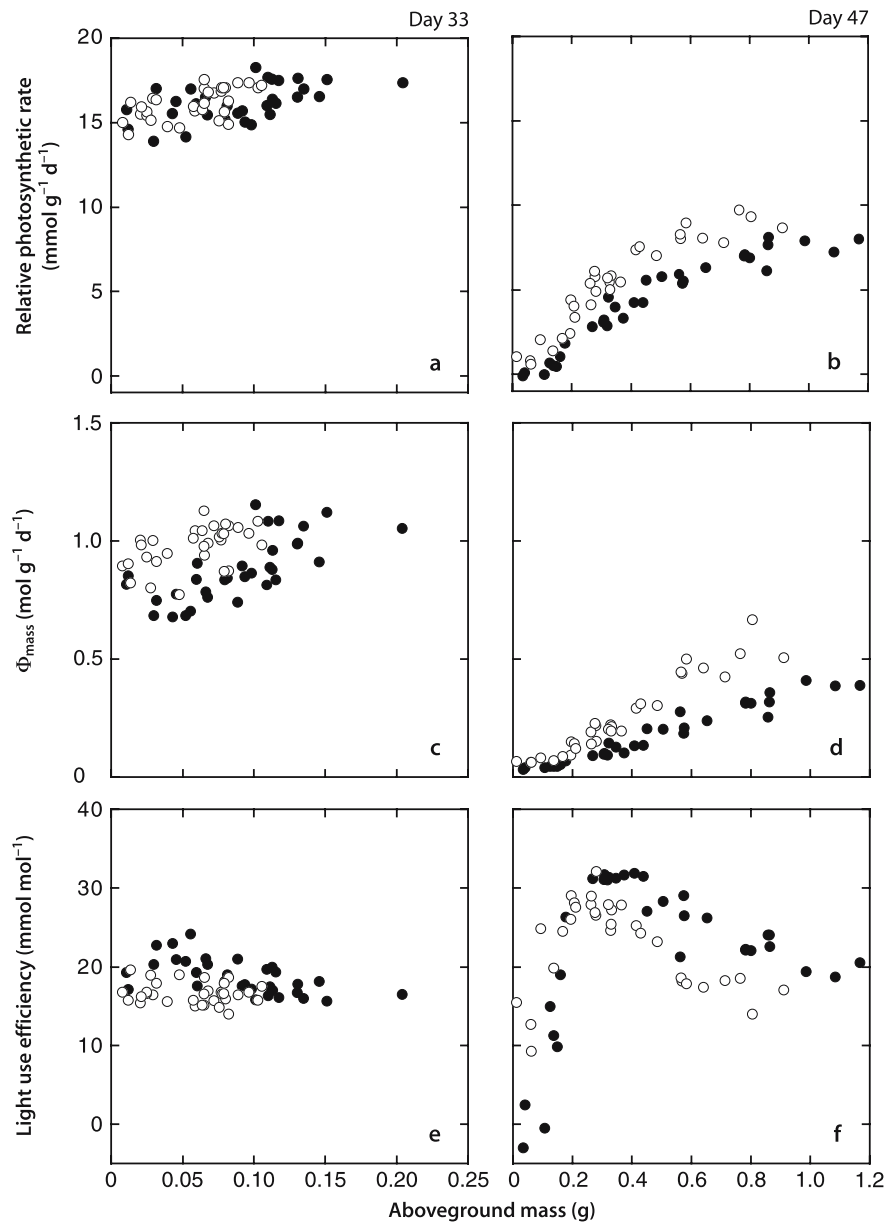 Day 33
Day 47
Relative photosynthetic rate
(mmol g⁻¹ d⁻¹)
20
15
10
5
0
a
b
Φmass (mol g⁻¹ d⁻¹)
1.5
1.0
0.5
0
c
d
Light use efficiency (mmol mol⁻¹)
40
30
20
10
0
e
f
0 0.05 0.10 0.15 0.20 0.25
0 0.2 0.4 0.6 0.8 1.0 1.2
Aboveground mass (g)